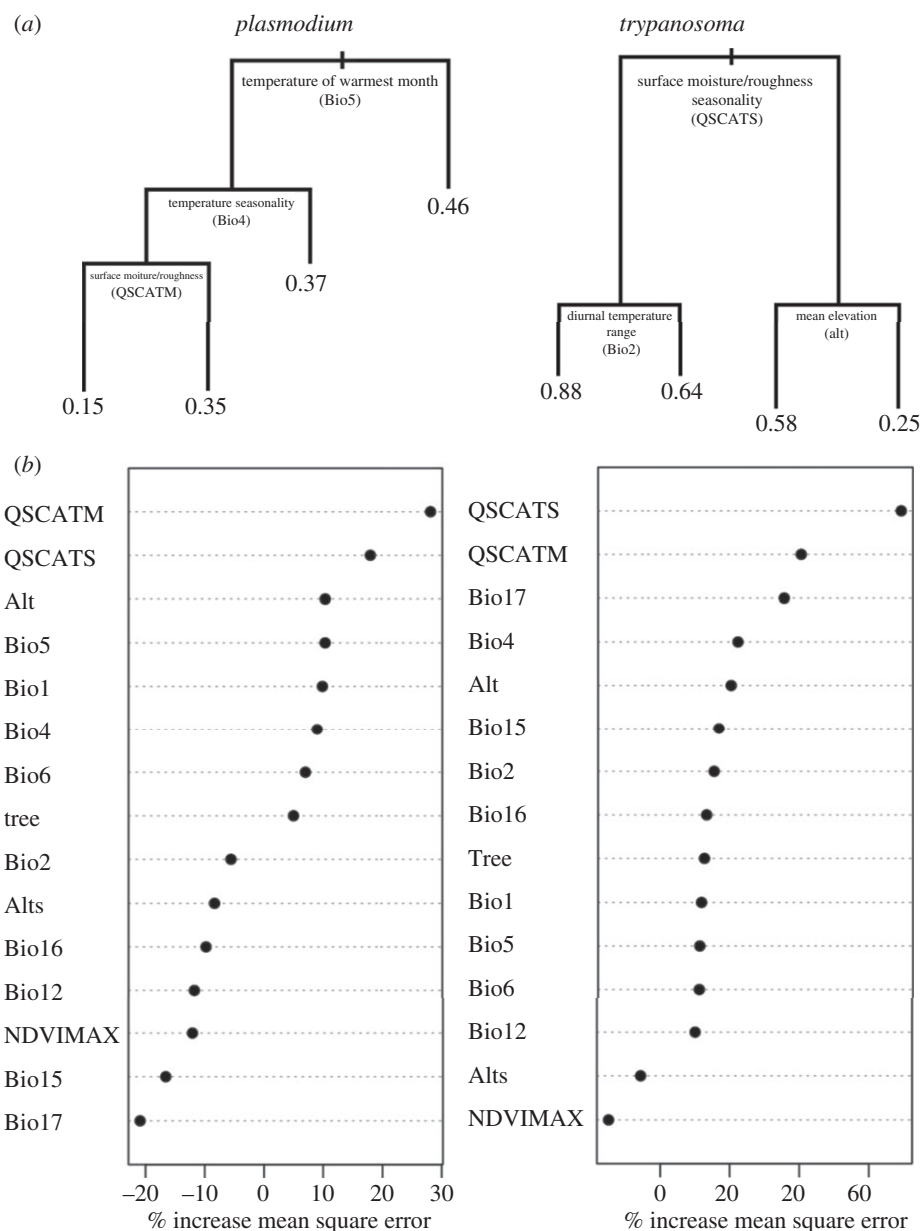 (a)
plasmodium
trypanosoma
temperature of warmest month
(Bio5)
surface moisture/roughness
seasonality
(QSCATS)
temperature seasonality
(Bio4)
0.46
surface moiture/roughness
(QSCATM)
0.37
diurnal temperature
range
(Bio2)
mean elevation
(alt)
0.15
0.35
0.88
0.64
0.58
0.25
(b)
QSCATM
QSCATS
Alt
Bio5
Bio1
Bio4
Bio6
tree
Bio2
Alts
Bio16
Bio12
NDVIMAX
Bio15
Bio17
–20
–10
0
10
20
30
% increase mean square error
QSCATS
QSCATM
Bio17
Bio4
Alt
Bio15
Bio2
Bio16
Tree
Bio1
Bio5
Bio6
Bio12
Alts
NDVIMAX
0
20
20
60
% increase mean square error